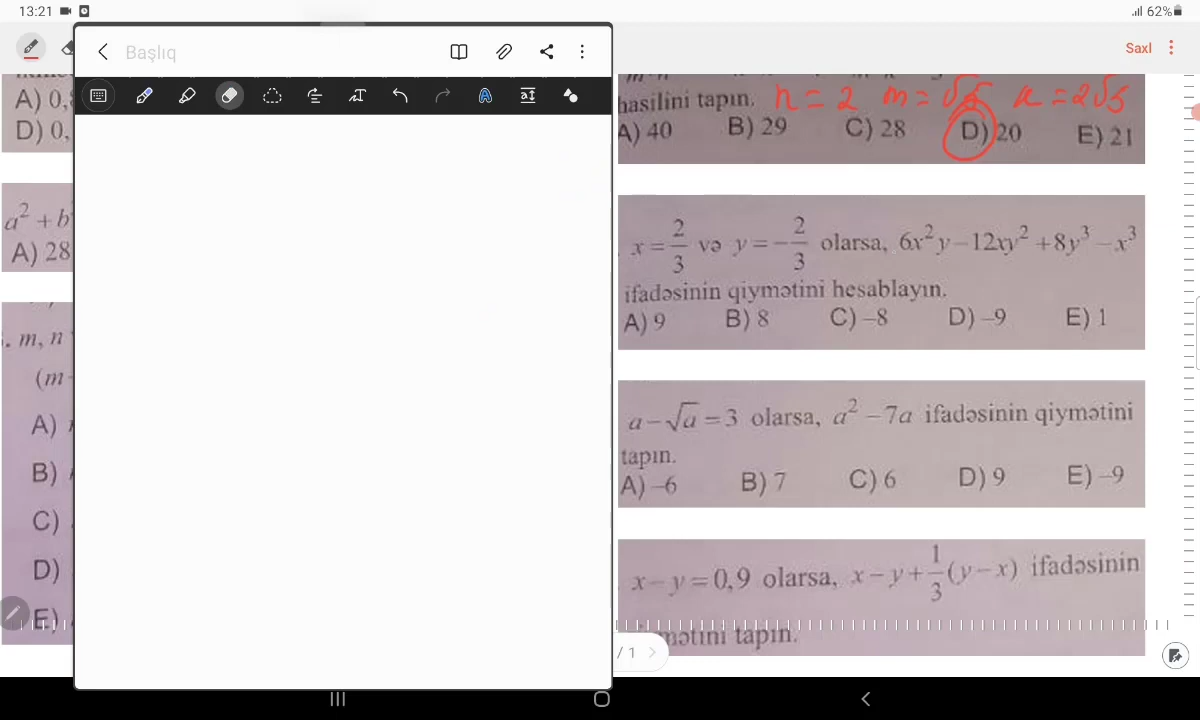 13:21
62%
Başlıq
Saxl
A) 0,
D) 0,
a² + b
A) 28
. m, n
(m-
A)
B)
C)
D)
E)
hasilini tapın. n = 2 m = √5 a = 2√5
A) 40 B) 29 C) 28 D) 20 E) 21
x = 2/3 və y = -2/3 olarsa, 6x²y - 12xy² + 8y³ - x³
ifadəsinin qiymətini hesablayın.
A) 9 B) 8 C) -8 D) -9 E) 1
a - √a = 3 olarsa, a² - 7a ifadəsinin qiymətini
tapın.
A) -6 B) 7 C) 6 D) 9 E) -9
x - y = 0,9 olarsa, x - y + 1/3(y - x) ifadəsinin
mətini tapın.
/ 1